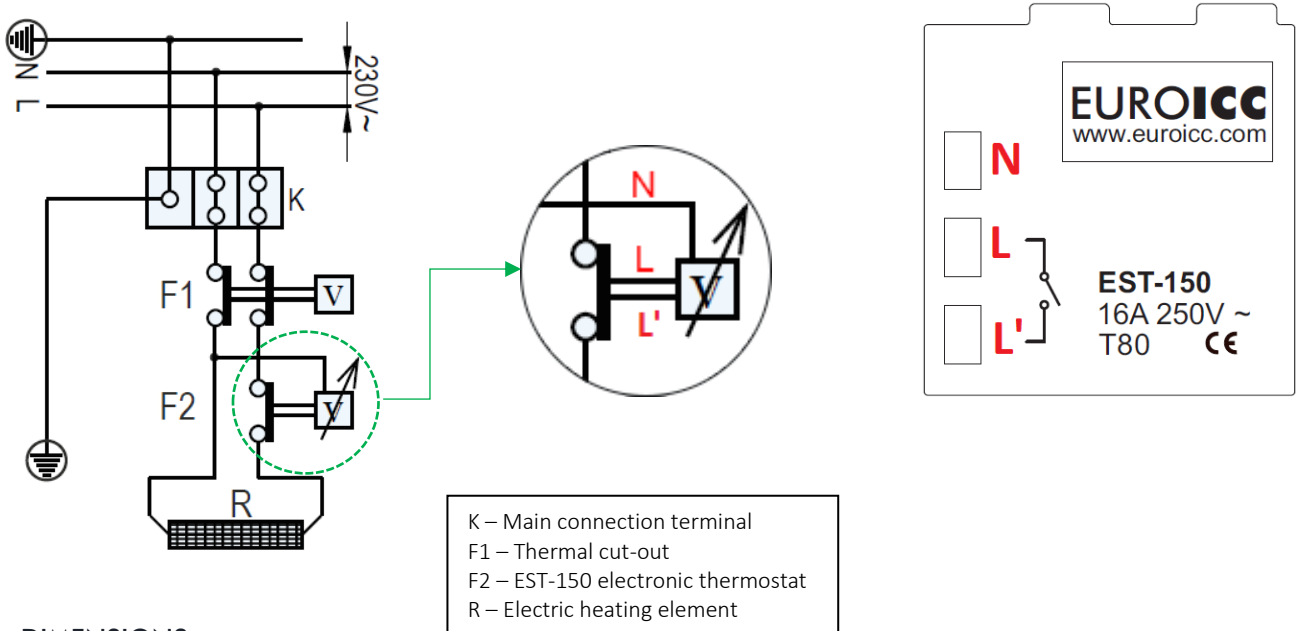 N
L
230V~
K
F1
V
F2
V
R
N
L
V
L'
EUROICC
www.euroicc.com
N
L
L'
EST-150
16A 250V ~
T80 CE
K – Main connection terminal
F1 – Thermal cut-out
F2 – EST-150 electronic thermostat
R – Electric heating element